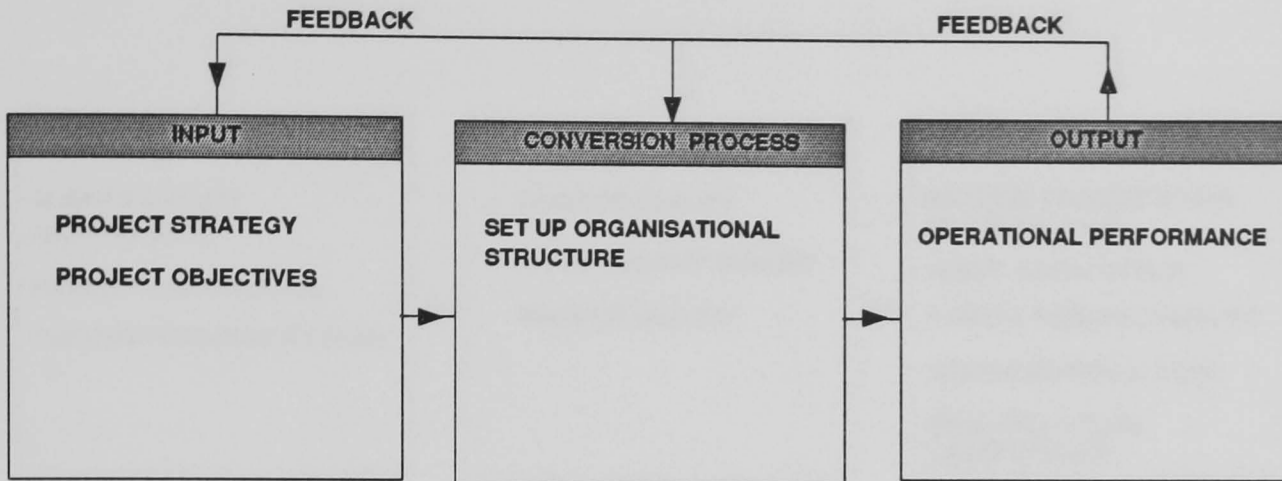 FEEDBACK
FEEDBACK
INPUT
CONVERSION PROCESS
OUTPUT
PROJECT STRATEGY
PROJECT OBJECTIVES
SET UP ORGANISATIONAL
STRUCTURE
OPERATIONAL PERFORMANCE